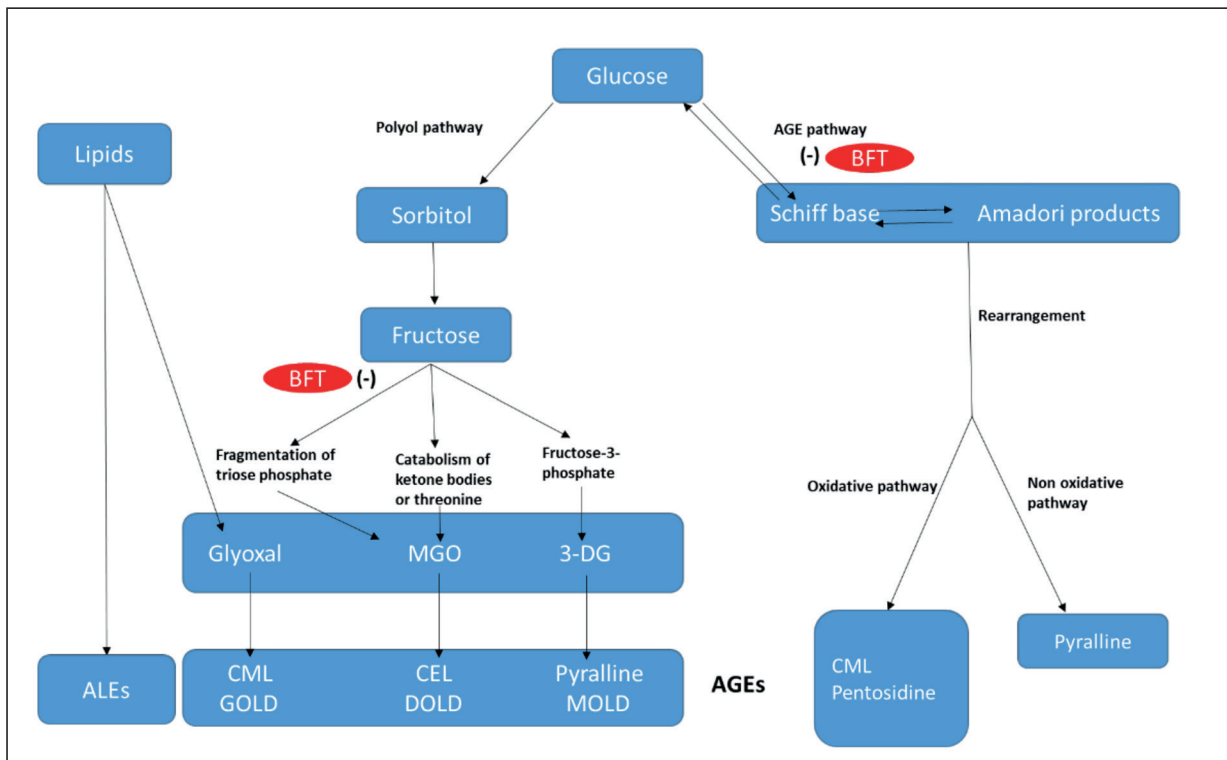 Glucose
Polyol pathway
AGE pathway
(-) BFT
Lipids
Sorbitol
Schiff base
Amadori products
Rearrangement
Fructose
BFT (-)
Fragmentation of
triose phosphate
Catabolism of
ketone bodies
or threonine
Fructose-3-
phosphate
Oxidative pathway
Non oxidative
pathway
Glyoxal
MGO
3-DG
ALEs
CML
GOLD
CEL
DOLD
Pyralline
MOLD
AGEs
CML
Pentosidine
Pyralline